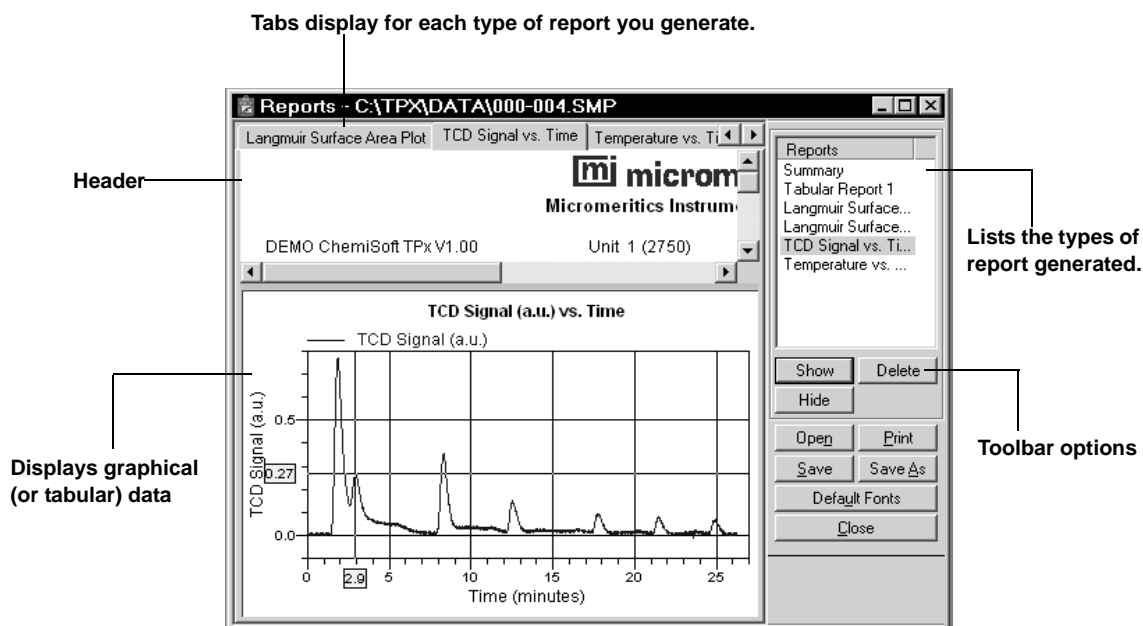 Tabs display for each type of report you generate.
Reports - C:\TPX\DATA\000-004.SMP
Langmuir Surface Area Plot
TCD Signal vs. Time
Temperature vs. Ti
Header
mi microm
Micromeritics Instrum
DEMO ChemiSoft TPx V1.00
Unit 1 (2750)
Reports
Summary
Tabular Report 1
Langmuir Surface...
Langmuir Surface...
TCD Signal vs. Ti...
Temperature vs. ...
Lists the types of
report generated.
Show
Delete
Hide
Toolbar options
Open
Print
Save
Save As
Default Fonts
Close
Displays graphical
(or tabular) data
TCD Signal (a.u.) vs. Time
TCD Signal (a.u.)
TCD Signal (a.u.)
0.5
0.27
0.0
0
2.9
5
10
15
20
25
Time (minutes)